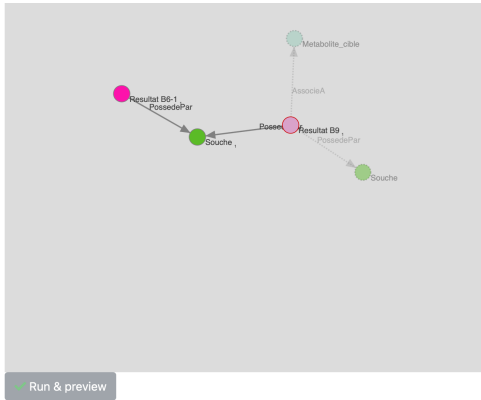 Metabolite_cible
AssocieA
Resultat B6-1 ,
PossedePar
Resultat B9 ,
PossedePar
Souche ,
Souche
Run & preview